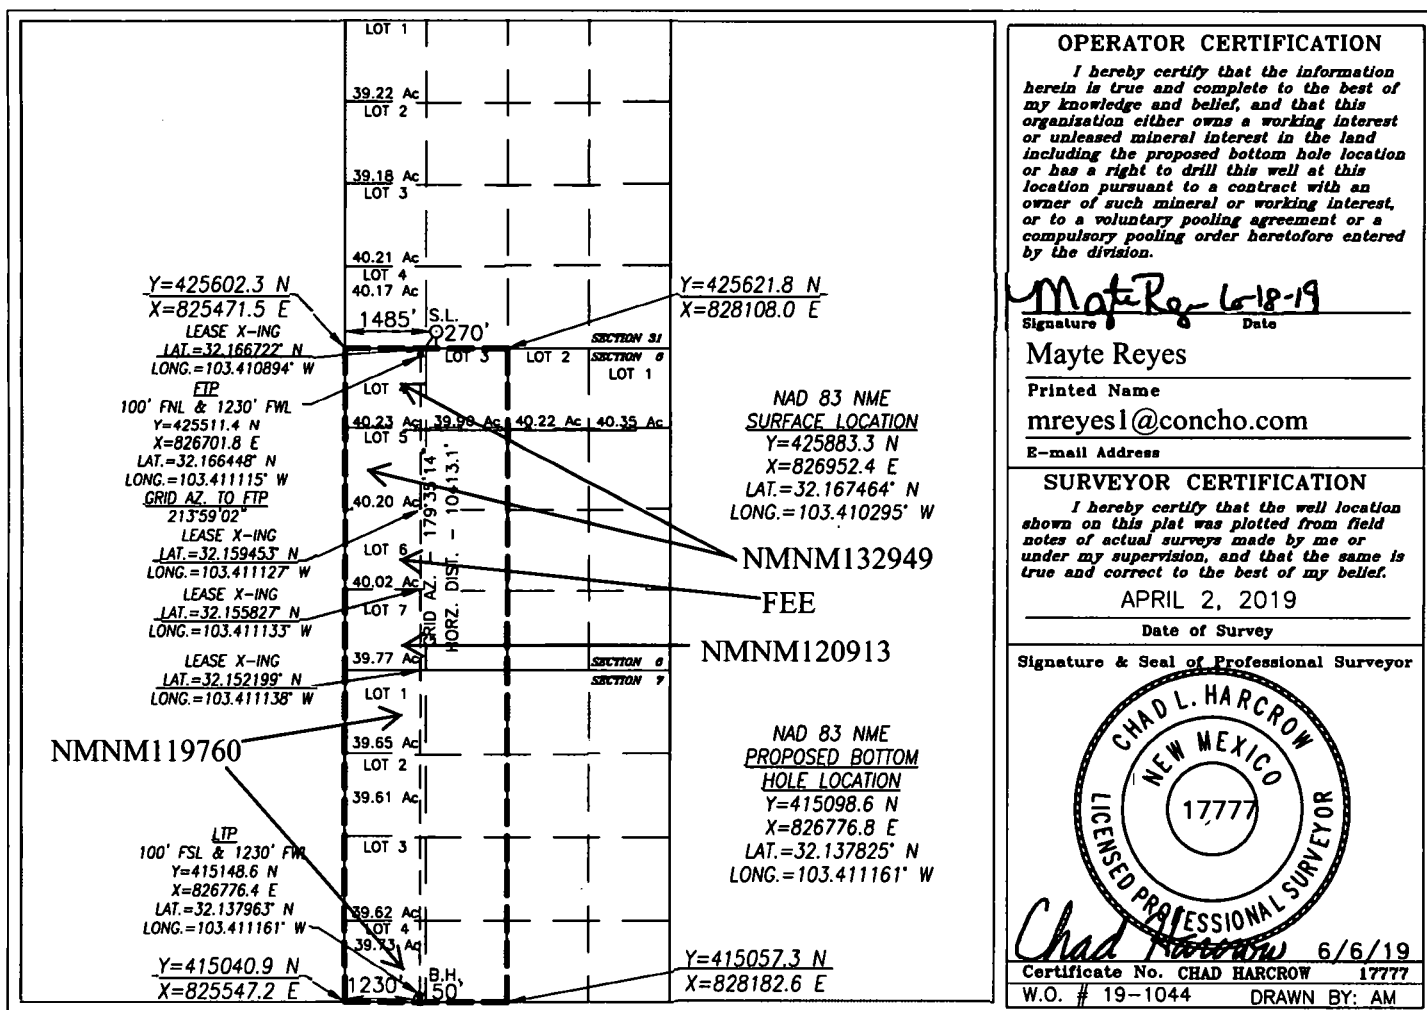 LOT 1
39.22 Ac
LOT 2
39.18 Ac
LOT 3
40.21 Ac
LOT 4
40.17 Ac
Y=425602.3 N
X=825471.5 E
Y=425621.8 N
X=828108.0 E
1485'
S.L.
270'
SECTION 31
SECTION 6
LOT 3
LOT 2
LOT 1
LOT
40.23 Ac
39.90 Ac
40.22 Ac
40.35 Ac
LOT 5
40.20 Ac
LOT 6
40.02 Ac
LOT 7
39.77 Ac
SECTION 6
SECTION 7
LOT 1
39.65 Ac
LOT 2
39.61 Ac
LOT 3
39.62 Ac
LOT 4
39.73 Ac
GRID AZ. - 179°35'14"
HORZ. DIST. - 10413.1'
LEASE X-ING
LAT.=32.166722° N
LONG.=103.410894° W
FTP
100' FNL & 1230' FWL
Y=425511.4 N
X=826701.8 E
LAT.=32.166448° N
LONG.=103.411115° W
GRID AZ. TO FTP
213°59'02"
LEASE X-ING
LAT.=32.159453° N
LONG.=103.411127° W
LEASE X-ING
LAT.=32.155827° N
LONG.=103.411133° W
LEASE X-ING
LAT.=32.152199° N
LONG.=103.411138° W
NMNM119760
LTP
100' FSL & 1230' FWL
Y=415148.6 N
X=826776.4 E
LAT.=32.137963° N
LONG.=103.411161° W
Y=415040.9 N
X=825547.2 E
1230'
B.H.
50'
Y=415057.3 N
X=828182.6 E
NAD 83 NME
SURFACE LOCATION
Y=425883.3 N
X=826952.4 E
LAT.=32.167464° N
LONG.=103.410295° W
NMNM132949
FEE
NMNM120913
NAD 83 NME
PROPOSED BOTTOM
HOLE LOCATION
Y=415098.6 N
X=826776.8 E
LAT.=32.137825° N
LONG.=103.411161° W
OPERATOR CERTIFICATION
I hereby certify that the information
herein is true and complete to the best of
my knowledge and belief, and that this
organization either owns a working interest
or unleased mineral interest in the land
including the proposed bottom hole location
or has a right to drill this well at this
location pursuant to a contract with an
owner of such mineral or working interest,
or to a voluntary pooling agreement or a
compulsory pooling order heretofore entered
by the division.
6-18-19
Signature Date
Mayte Reyes
Printed Name
mreyes1@concho.com
E-mail Address
SURVEYOR CERTIFICATION
I hereby certify that the well location
shown on this plat was plotted from field
notes of actual surveys made by me or
under my supervision, and that the same is
true and correct to the best of my belief.
APRIL 2, 2019
Date of Survey
Signature & Seal of Professional Surveyor
CHAD L. HARCROW
NEW MEXICO
17777
LICENSED PROFESSIONAL SURVEYOR
Chad Harcrow 6/6/19
Certificate No. CHAD HARCROW 17777
W.O. # 19-1044 DRAWN BY: AM